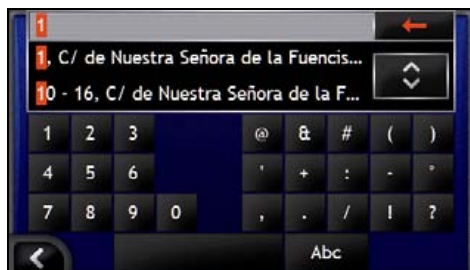 1
1, C/ de Nuestra Señora de la Fuencis...
10 - 16, C/ de Nuestra Señora de la F...
1 2 3 @ & # ( )
4 5 6 ' + : - °
7 8 9 0 , . / ! ?
Abc